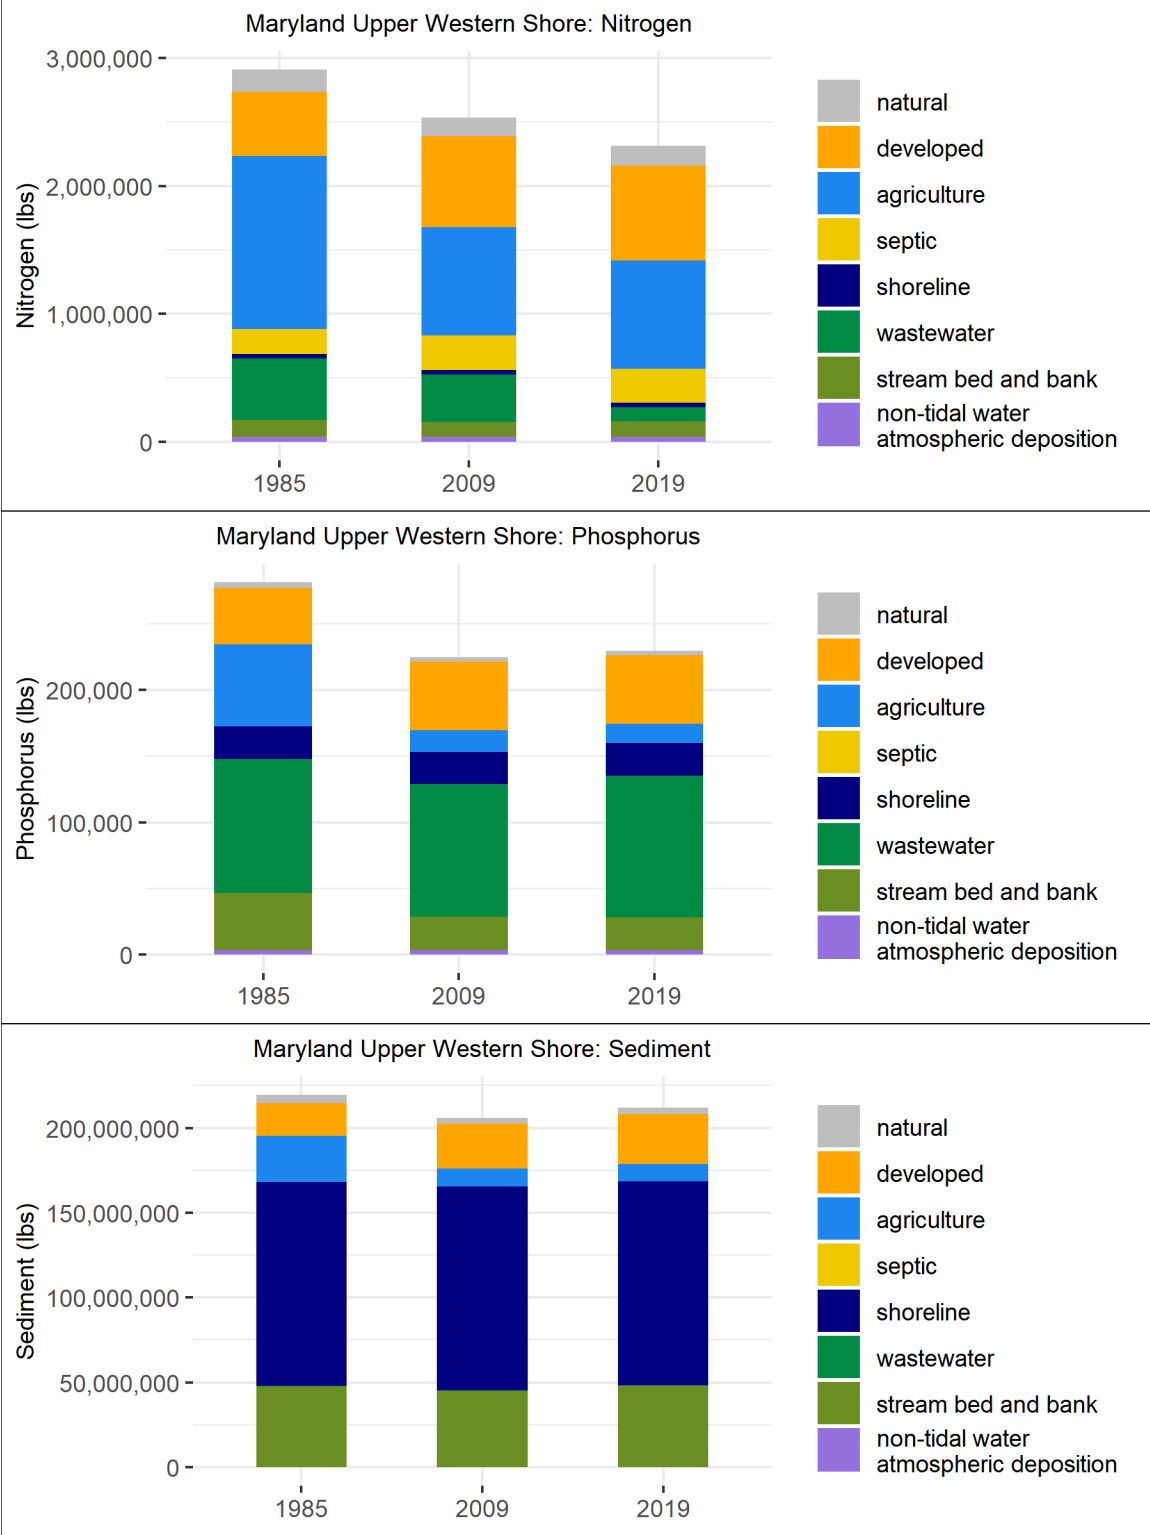 Maryland Upper Western Shore: Nitrogen
Nitrogen (lbs)
3,000,000
2,000,000
1,000,000
0
1985 2009 2019
natural
developed
agriculture
septic
shoreline
wastewater
stream bed and bank
non-tidal water
atmospheric deposition
Maryland Upper Western Shore: Phosphorus
Phosphorus (lbs)
200,000
100,000
0
1985 2009 2019
natural
developed
agriculture
septic
shoreline
wastewater
stream bed and bank
non-tidal water
atmospheric deposition
Maryland Upper Western Shore: Sediment
Sediment (lbs)
200,000,000
150,000,000
100,000,000
50,000,000
0
1985 2009 2019
natural
developed
agriculture
septic
shoreline
wastewater
stream bed and bank
non-tidal water
atmospheric deposition